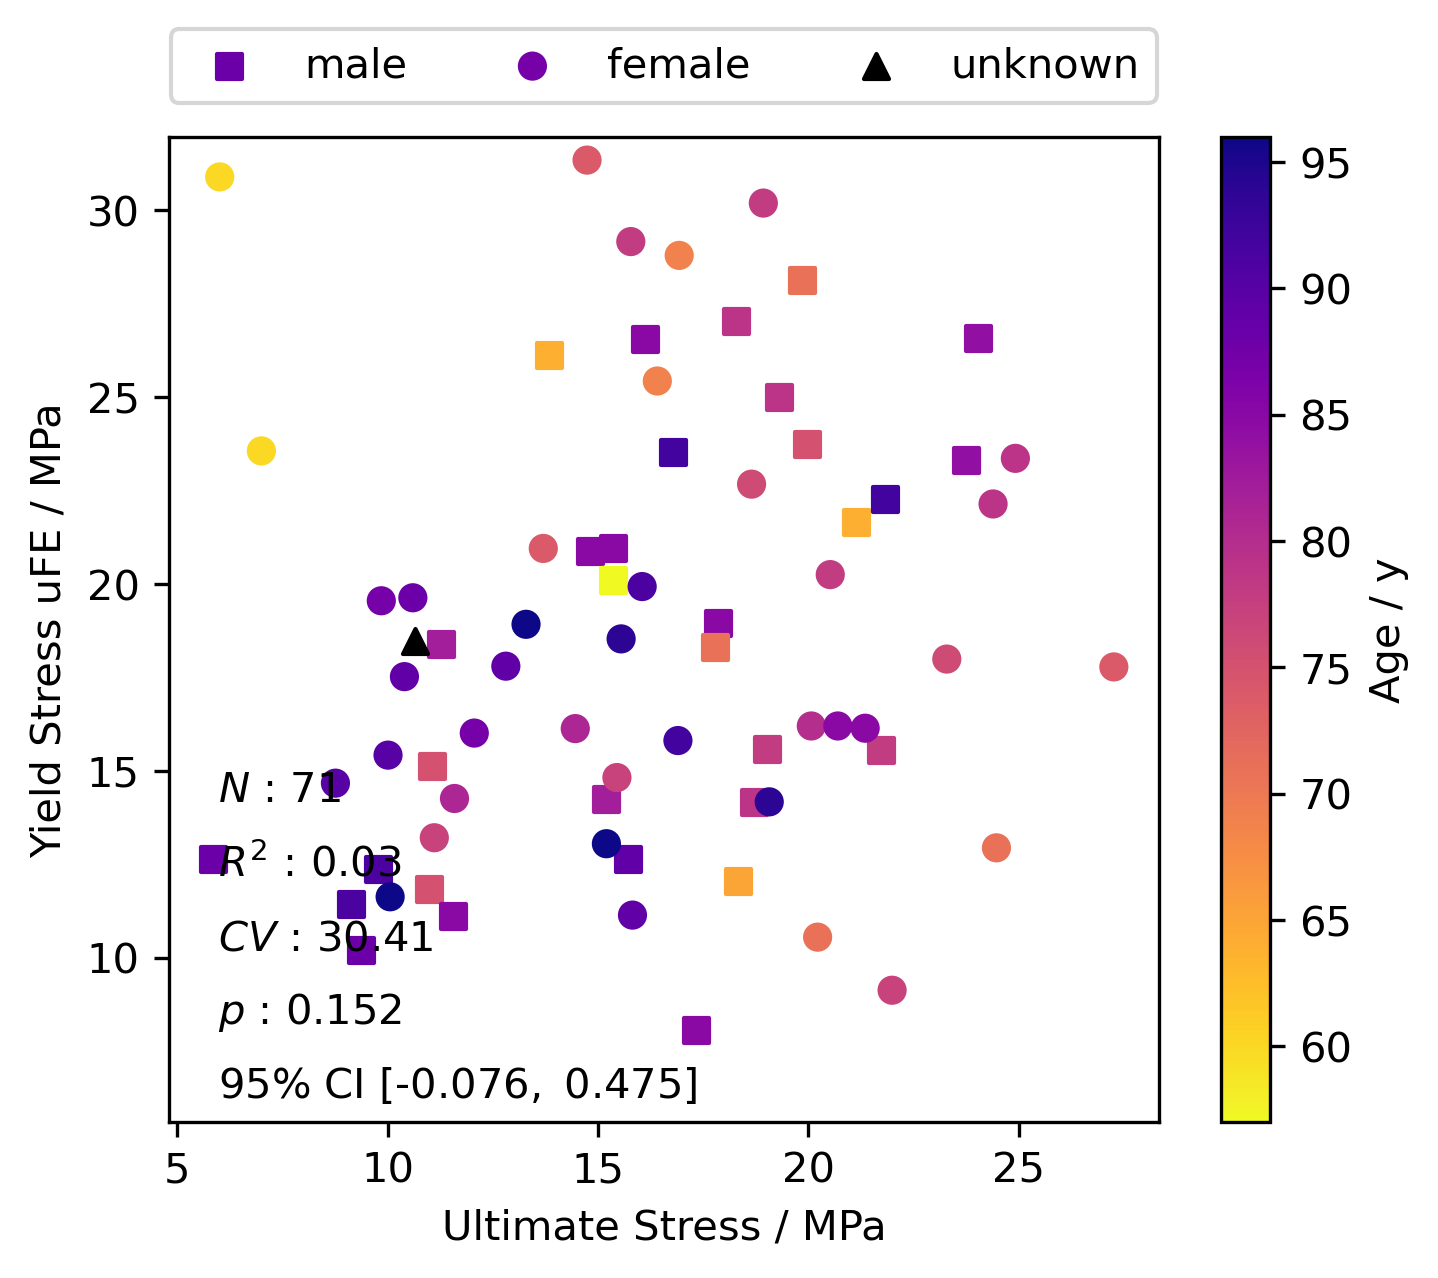 male female unknown
30
25
20
15
10
Yield Stress uFE / MPa
N : 71
R² : 0.03
CV : 30.41
p : 0.152
95% CI [-0.076, 0.475]
5 10 15 20 25
Ultimate Stress / MPa
95
90
85
80
75
70
65
60
Age / y